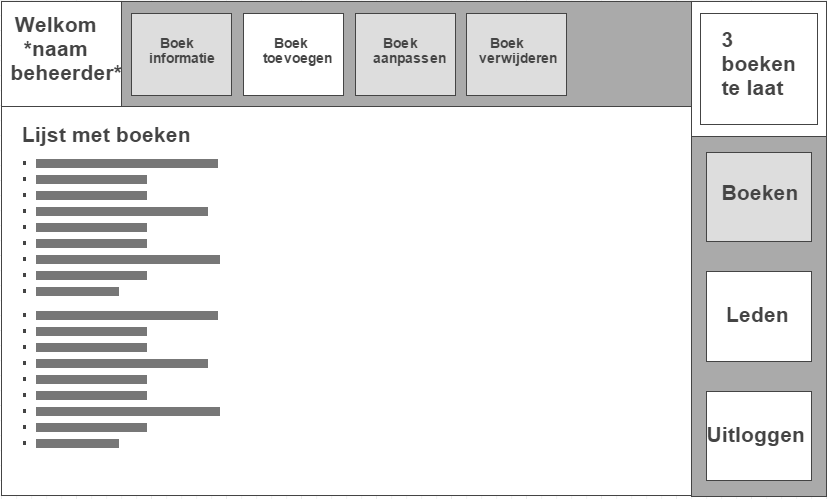 Welkom
*naam
beheerder*
Boek
informatie
Boek
toevoegen
Boek
aanpassen
Boek
verwijderen
3
boeken
te laat
Lijst met boeken
Boeken
Leden
Uitloggen